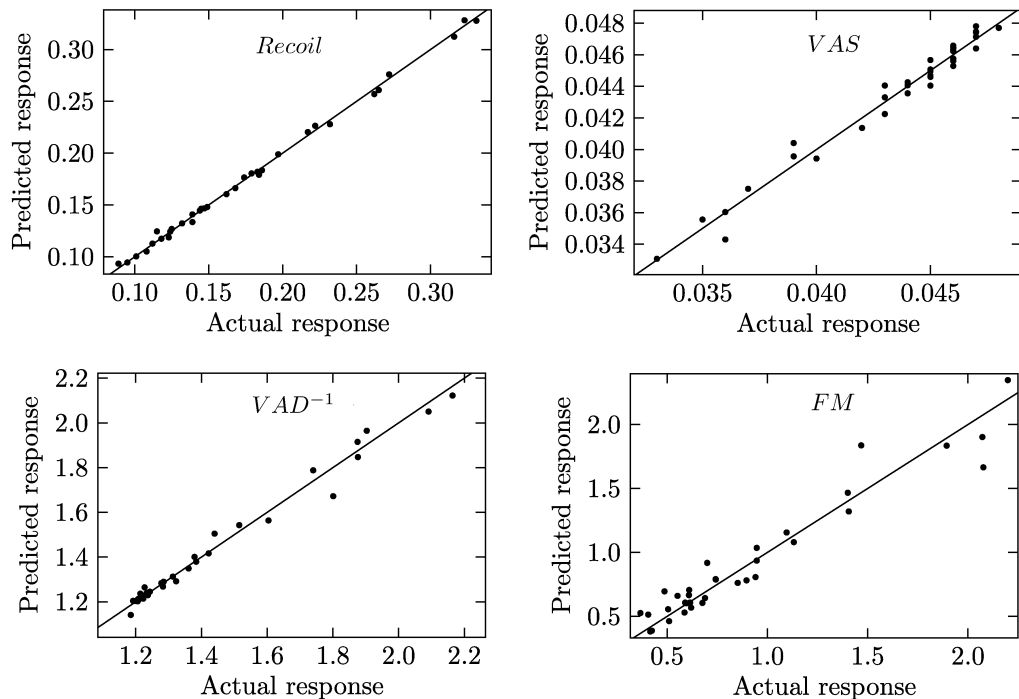 Recoil
Predicted response
0.30
0.25
0.20
0.15
0.10
0.10 0.15 0.20 0.25 0.30
Actual response
VAS
Predicted response
0.048
0.046
0.044
0.042
0.040
0.038
0.036
0.034
0.035 0.040 0.045
Actual response
VAD⁻¹
Predicted response
2.2
2.0
1.8
1.6
1.4
1.2
1.2 1.4 1.6 1.8 2.0 2.2
Actual response
FM
Predicted response
2.0
1.5
1.0
0.5
0.5 1.0 1.5 2.0
Actual response